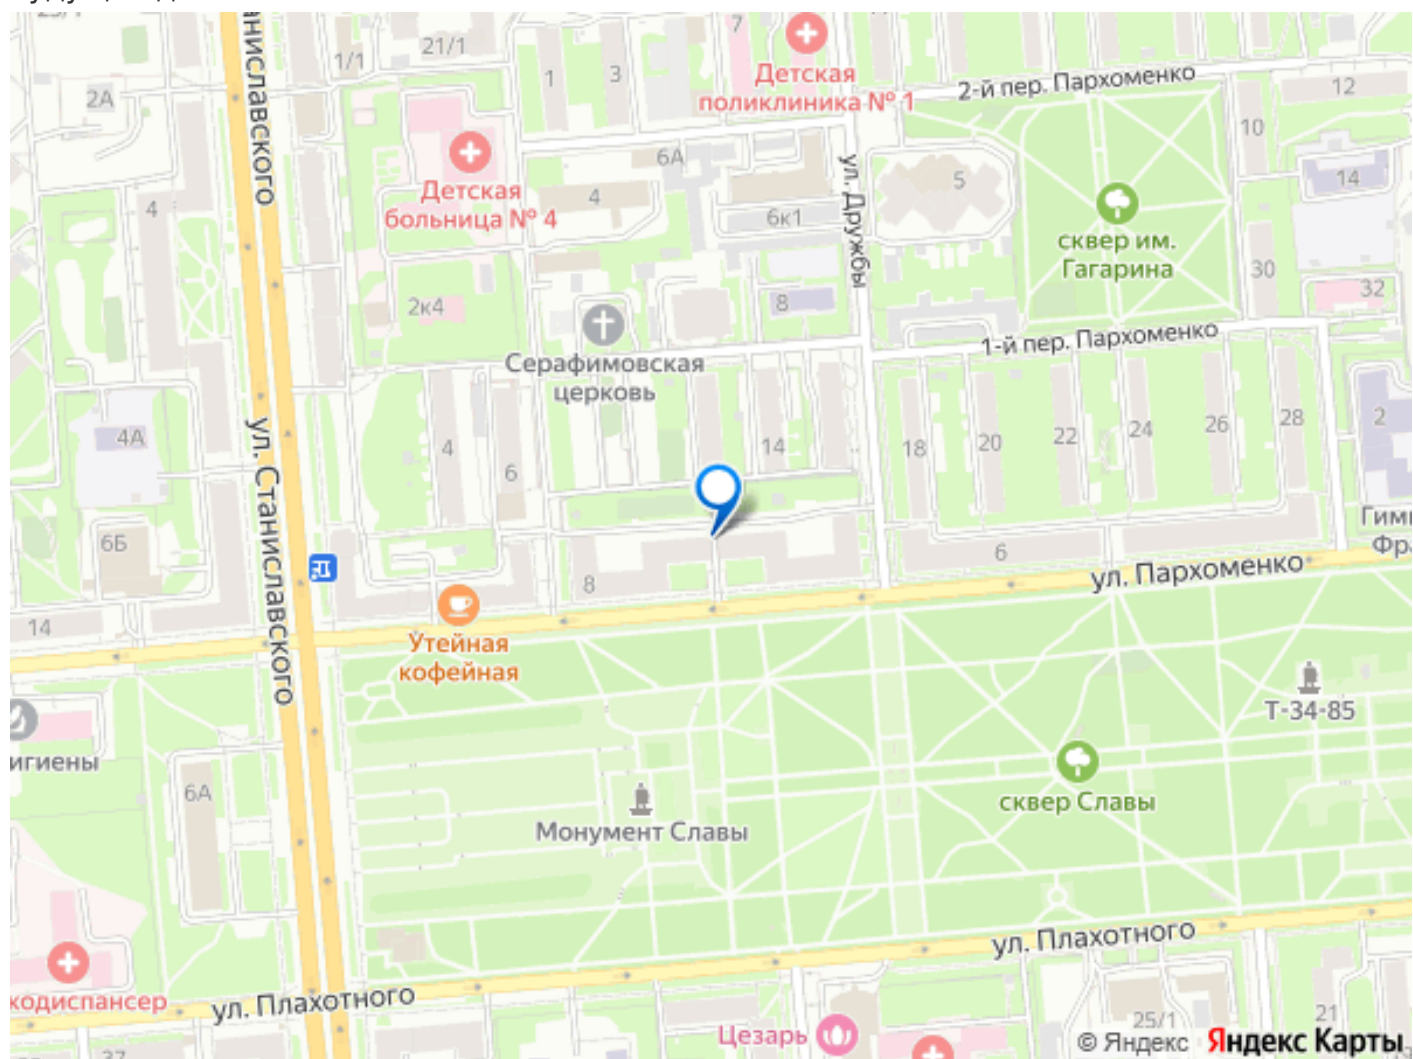 21/1
7
1/1
1
3
Детская
поликлиника № 1
2-й пер. Пархоменко
12
2А
10
Детская
больница № 4
6А
4
6к1
ул. Дружбы
5
14
4
сквер им.
Гагарина
30
32
2к4
8
Серафимовская
церковь
1-й пер. Пархоменко
ул. Станиславского
4А
4
6
14
18
20
22
24
26
28
2
6Б
8
6
ул. Пархоменко
14
Утейная
кофейная
Т-34-85
6А
Монумент Славы
сквер Славы
ул. Плахотного
ул. Плахотного
Цезарь
25/1
21
© Яндекс Яндекс Карты